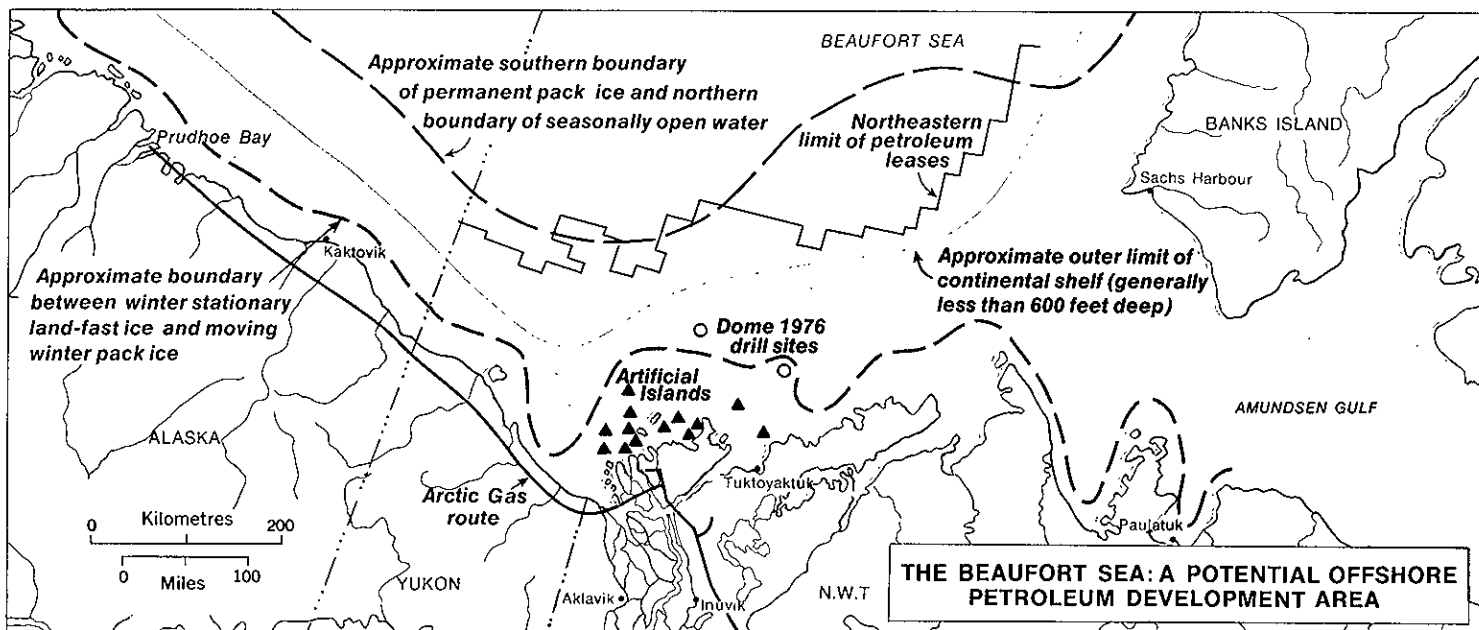 BEAUFORT SEA
Approximate southern boundary
of permanent pack ice and northern
boundary of seasonally open water
Prudhoe Bay
Northeastern
limit of petroleum
leases
BANKS ISLAND
Sachs Harbour
Kaktovik
Approximate boundary
between winter stationary
land-fast ice and moving
winter pack ice
Approximate outer limit of
continental shelf (generally
less than 600 feet deep)
Dome 1976
drill sites
Artificial
Islands
AMUNDSEN GULF
ALASKA
Arctic Gas
route
Tuktoyaktuk
0 Kilometres 200
0 Miles 100
Paulatuk
YUKON
Aklavik
Inuvik
N.W.T
THE BEAUFORT SEA: A POTENTIAL OFFSHORE
PETROLEUM DEVELOPMENT AREA